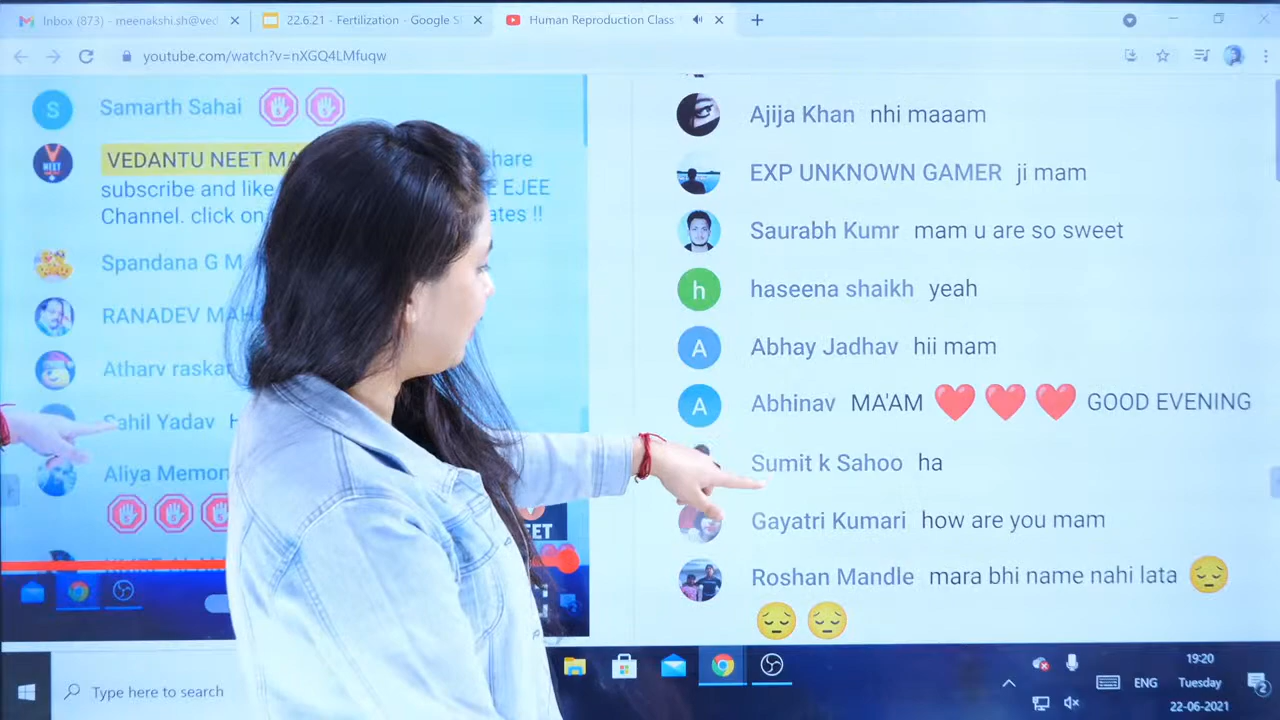 Inbox (873) - meenakshi.sh@ved
22.6.21 - Fertilization - Google S
Human Reproduction Class
youtube.com/watch?v=nXGQ4LMfuqw
S Samarth Sahai
NEET VEDANTU NEET MA share
subscribe and like EJEE
Channel. click on ates !!
Spandana G M
RANADEV MAH
Atharv raskar
Sahil Yadav H
Aliya Memon
EET
Ajija Khan nhi maaam
EXP UNKNOWN GAMER ji mam
Saurabh Kumr mam u are so sweet
h haseena shaikh yeah
A Abhay Jadhav hii mam
A Abhinav MA'AM ❤️❤️❤️ GOOD EVENING
Sumit k Sahoo ha
Gayatri Kumari how are you mam
Roshan Mandle mara bhi name nahi lata 😔
😔 😔
Type here to search
ENG
19:20
Tuesday
22-06-2021
2